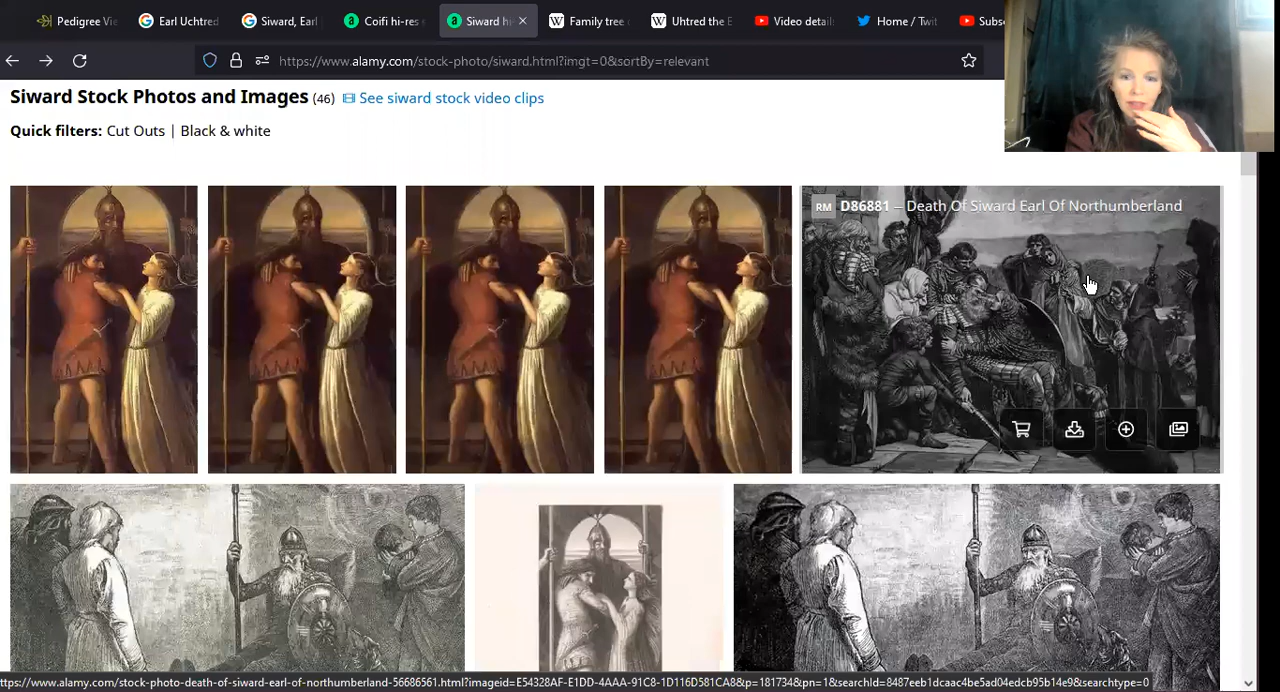 Pedigree Vi
Earl Uchtred
Siward, Earl
Coifi hi-res
Siward hi
Family tree
Uhtred the E
Video detai
Home / Twit
Subs
https://www.alamy.com/stock-photo/siward.html?imgt=0&sortBy=relevant
Siward Stock Photos and Images (46) See siward stock video clips
Quick filters: Cut Outs | Black & white
RM D86881 – Death Of Siward Earl Of Northumberland
ttps://www.alamy.com/stock-photo-death-of-siward-earl-of-northumberland-56686561.html?imageid=E54328AF-E1DD-4AAA-91C8-1D116D581CA8&p=181734&pn=1&searchId=8487eeb1dcaac4be5ad04edcb95b14e9&searchtype=0